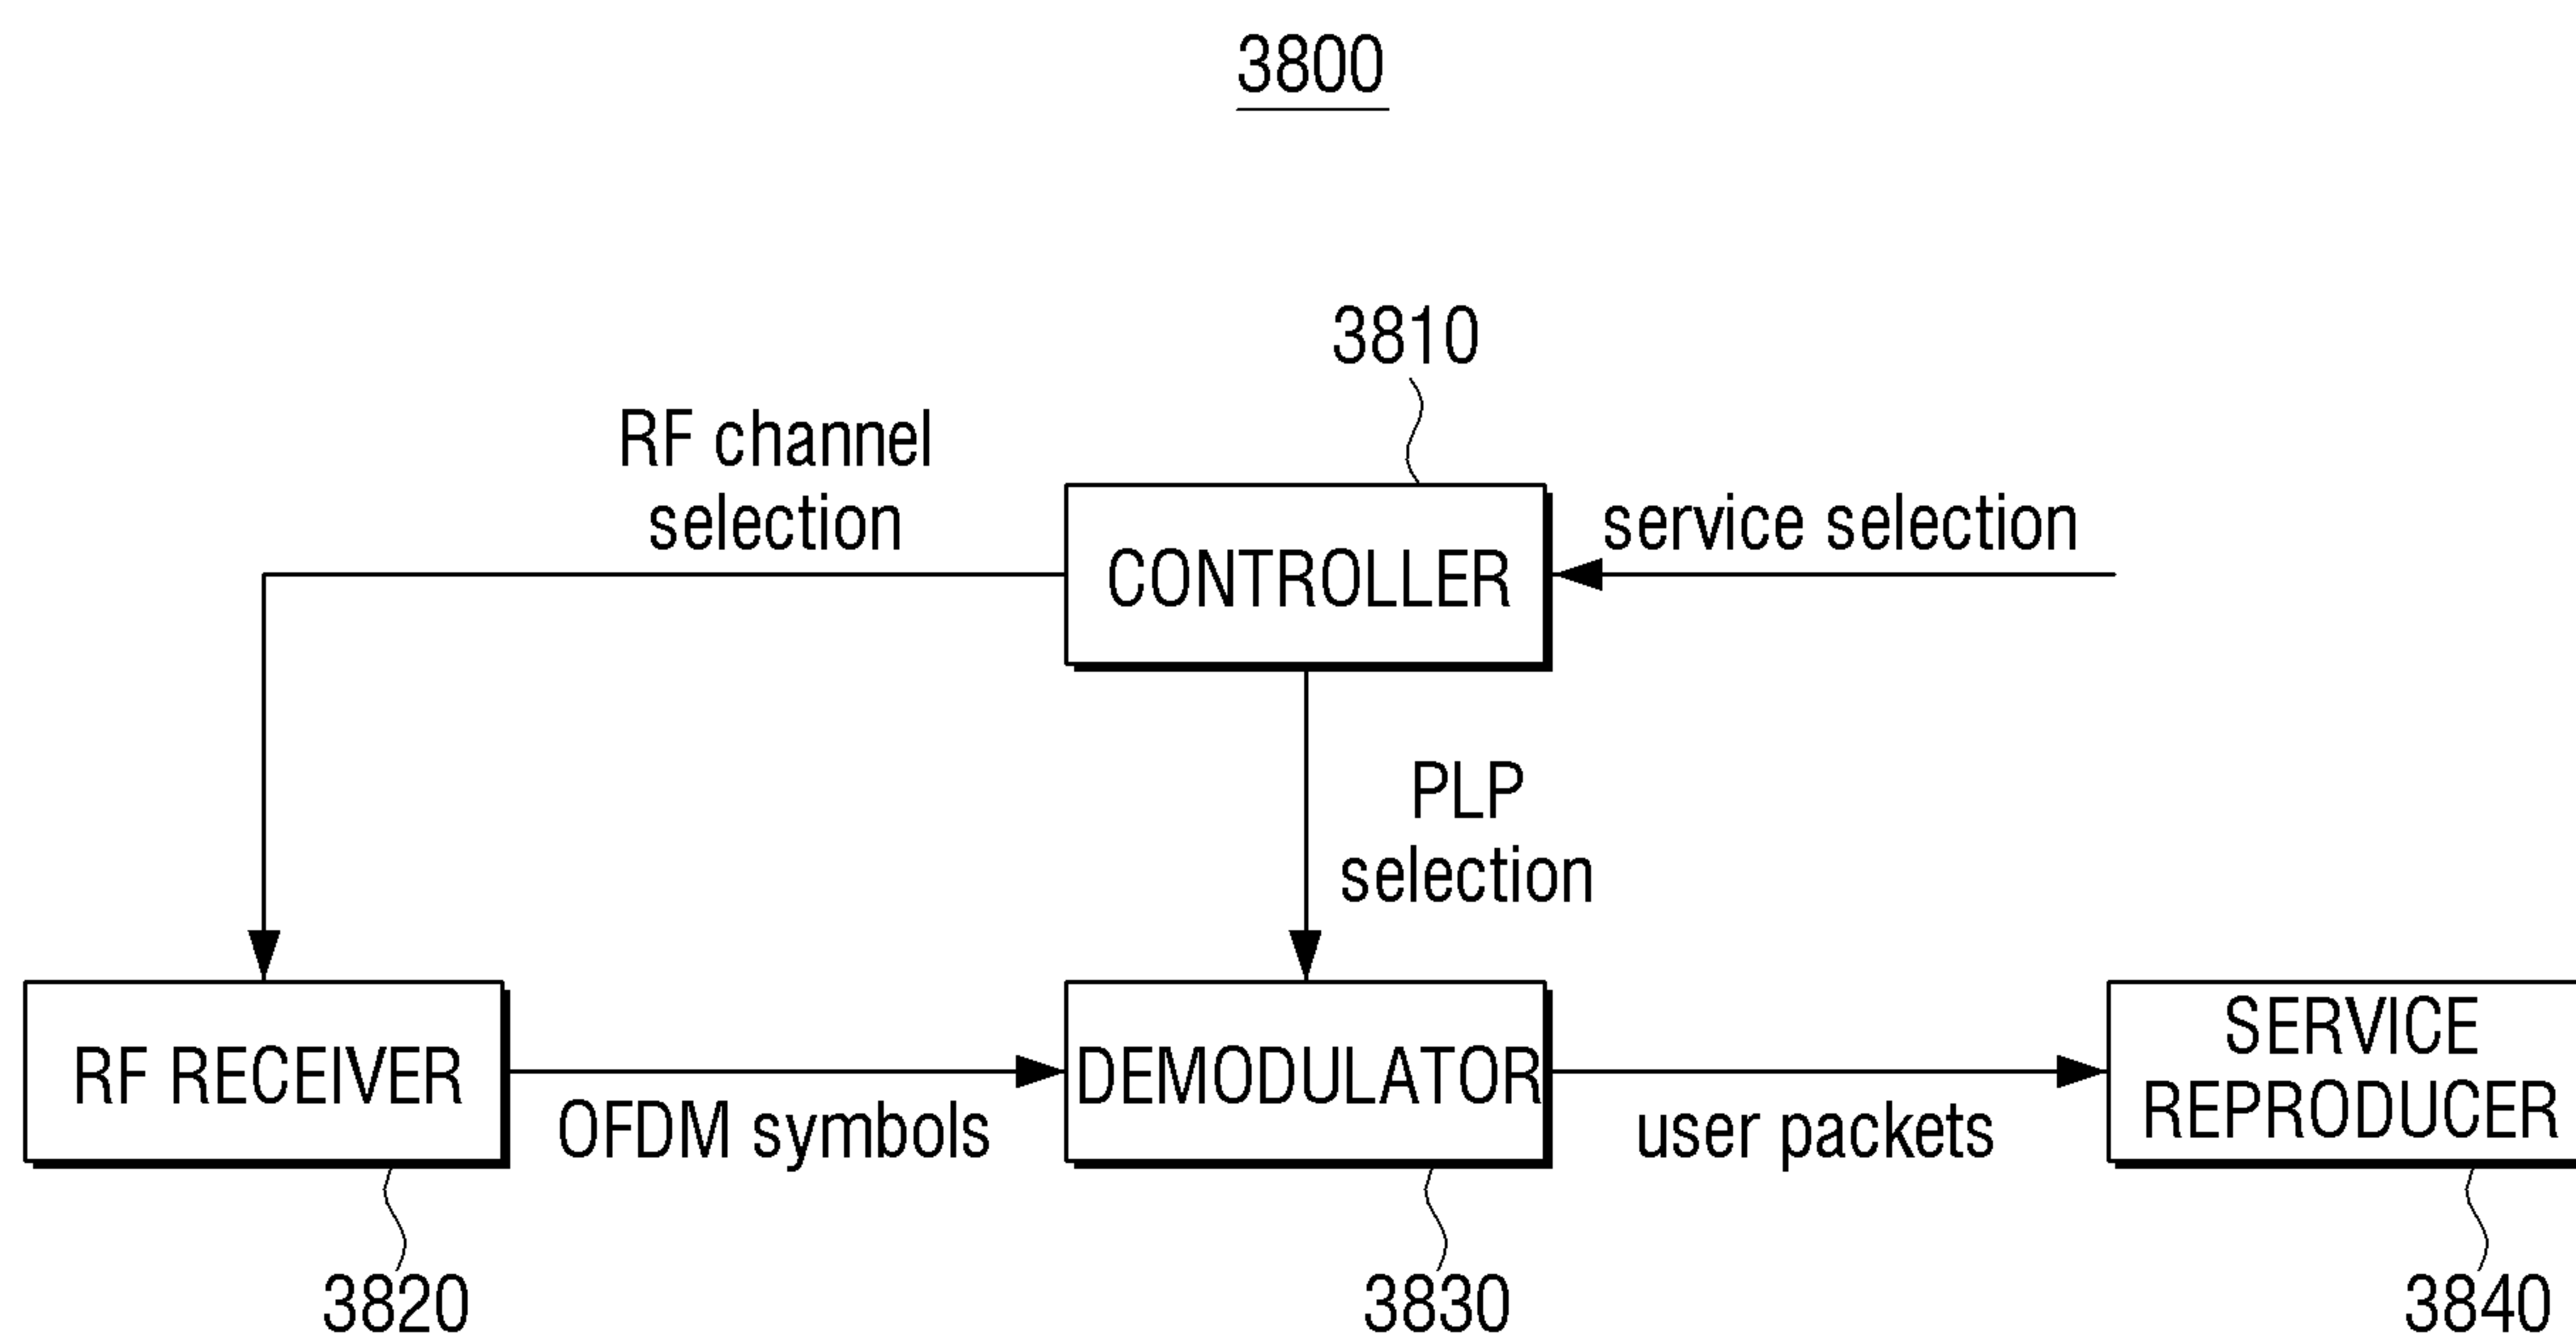 3800
3810
RF channel
selection
CONTROLLER
service selection
PLP
selection
RF RECEIVER
OFDM symbols
DEMODULATOR
user packets
SERVICE
REPRODUCER
3820
3830
3840